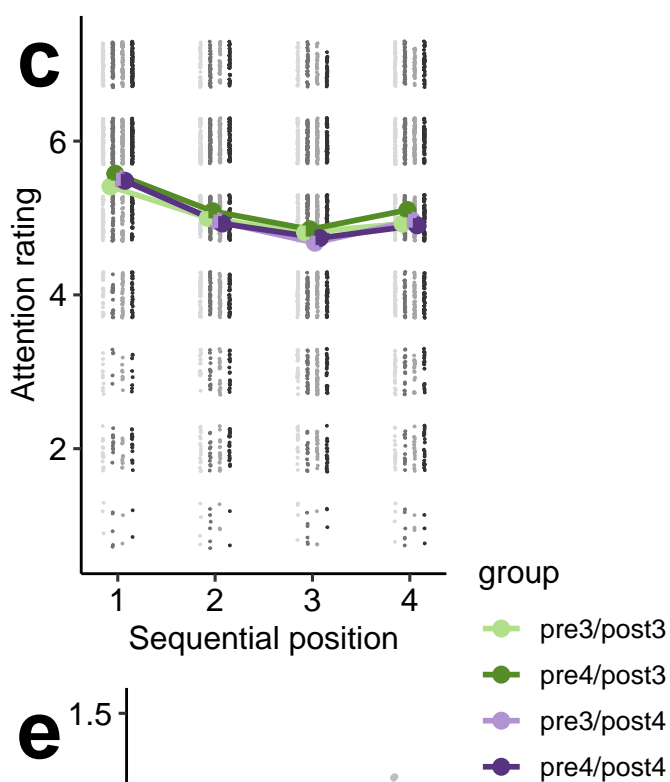 c
6
4
2
Attention rating
1 2 3 4
Sequential position
group
pre3/post3
pre4/post3
pre3/post4
pre4/post4
e
1.5